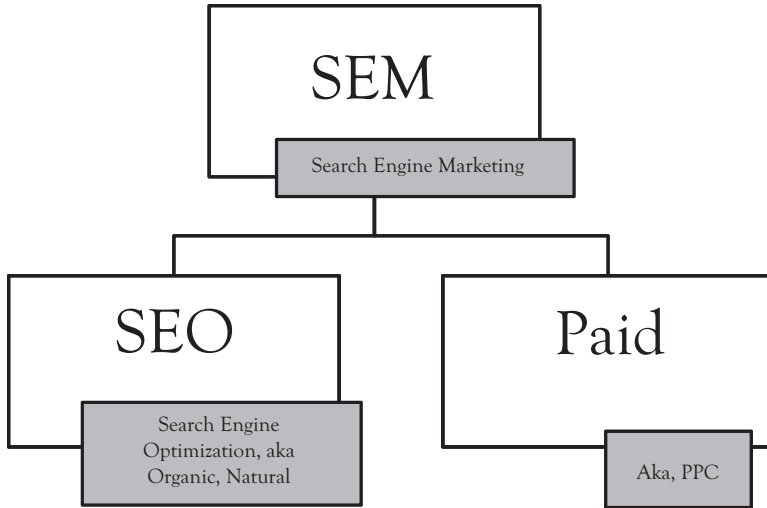 SEM
Search Engine Marketing
SEO
Search Engine
Optimization, aka
Organic, Natural
Paid
Aka, PPC